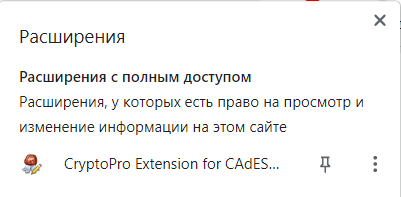 Расширения
Расширения с полным доступом
Расширения, у которых есть право на просмотр и
изменение информации на этом сайте
CryptoPro Extension for CAdES...